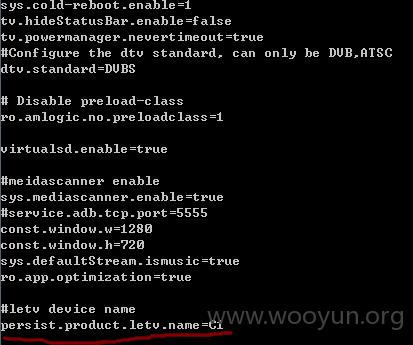 sys.cold-reboot.enable=1
tv.hideStatusBar.enable=false
tv.powermanager.nevertimeout=true
#Configure the dtv standard, can only be DVB,ATSC
dtv.standard=DVBS
# Disable preload-class
ro.amlogic.no.preloadclass=1
virtualsd.enable=true
#meidascanner enable
sys.mediascanner.enable=true
#service.adb.tcp.port=5555
const.window.w=1280
const.window.h=720
sys.defaultStream.ismusic=true
ro.app.optimization=true
#letv device name
www.wooyun.org
persist.product.letv.name=Ci